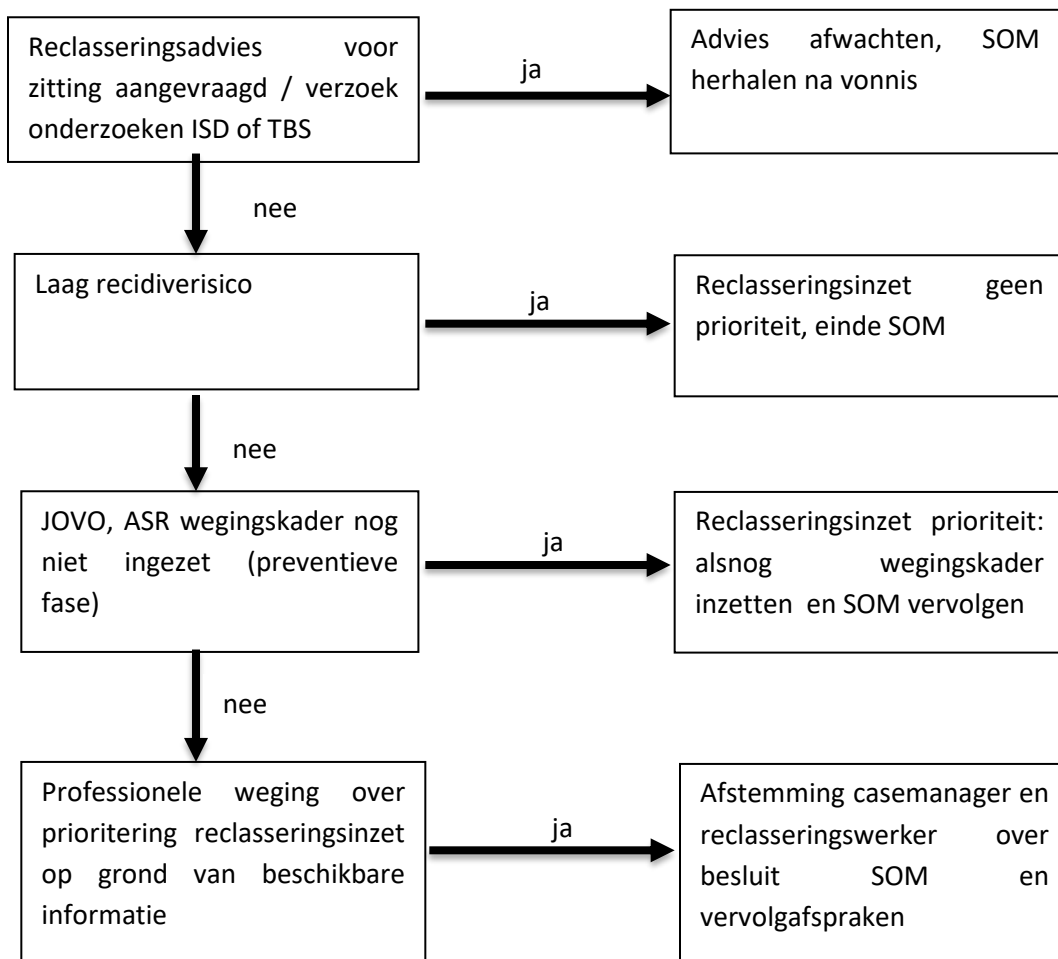 Reclasseringsadvies voor
zitting aangevraagd / verzoek
onderzoeken ISD of TBS
ja
Advies afwachten, SOM
herhalen na vonnis
nee
Laag recidiverisico
ja
Reclasseringsinzet geen
prioriteit, einde SOM
nee
JOVO, ASR wegingskader nog
niet ingezet (preventieve
fase)
ja
Reclasseringsinzet prioriteit:
alsnog wegingskader
inzetten en SOM vervolgen
nee
Professionele weging over
prioritering reclasseringsinzet
op grond van beschikbare
informatie
ja
Afstemming casemanager en
reclasseringswerker over
besluit SOM en
vervolgafspraken